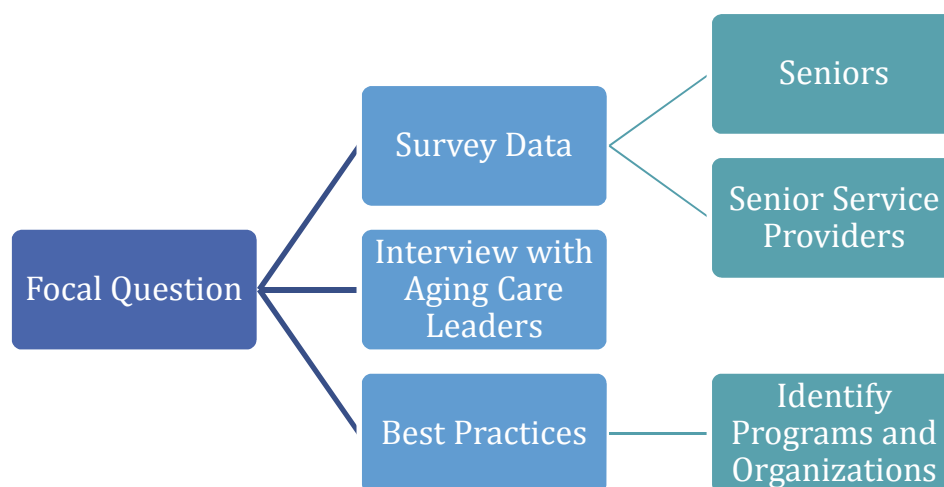 Focal Question
Survey Data
Seniors
Senior Service
Providers
Interview with
Aging Care
Leaders
Best Practices
Identify
Programs and
Organizations